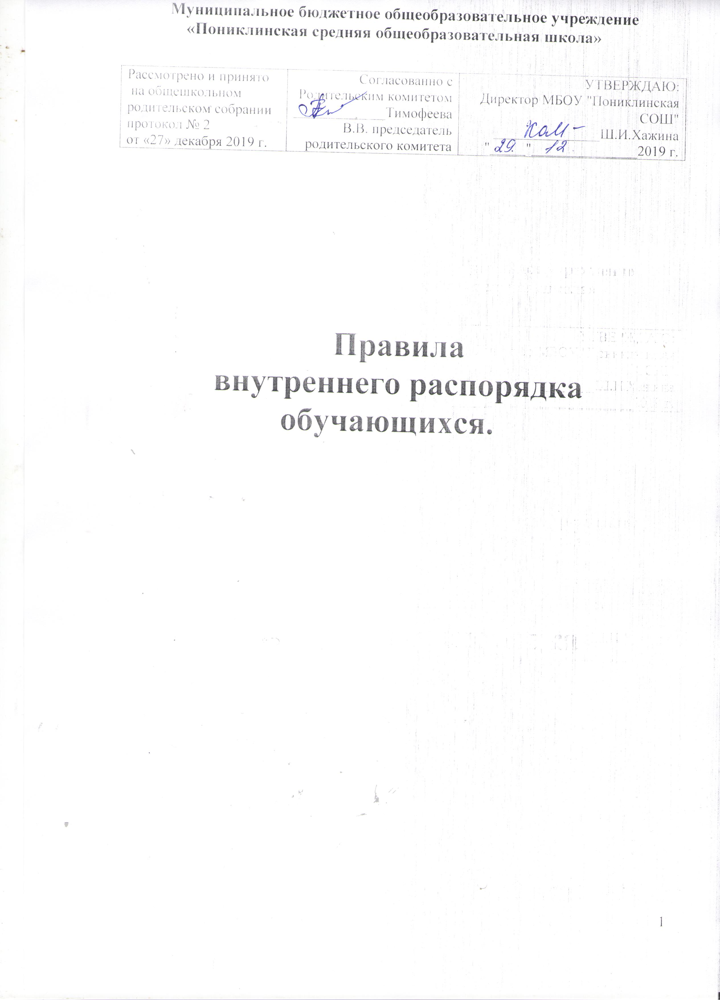 Муниципальное бюджетное общеобразовательное учреждение
«Пониклинская средняя общеобразовательная школа»
Рассмотрено и принято
на общешкольном
родительском собрании
протокол № 2
от «27» декабря 2019 г.
Согласованно с
Родительским комитетом
Тимофеева
В.В. председатель
родительского комитета
УТВЕРЖДАЮ:
Директор МБОУ "Пониклинская
СОШ"
Ш.И.Хажина
"29." 12. 2019 г.
Правила
внутреннего распорядка
обучающихся.
1